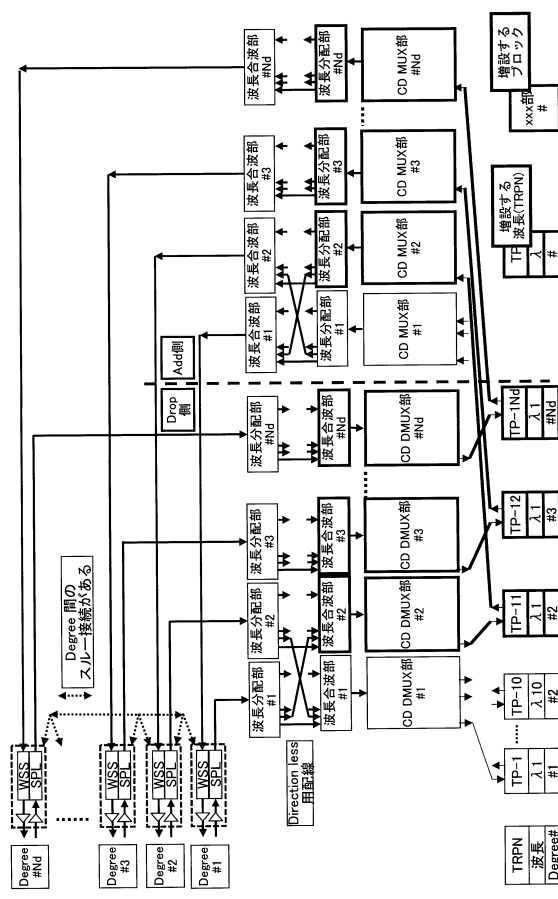 Degree
#Nd
Degree
#3
Degree
#2
Degree
#1
WSS
SPL
WSS
SPL
WSS
SPL
WSS
SPL
Degree 間の
スルー接続がある
Drop
側
Add側
Direction less
用配線
波長分配部
#1
波長分配部
#2
波長分配部
#3
波長分配部
#Nd
波長合波部
#1
波長合波部
#2
波長合波部
#3
波長合波部
#Nd
波長合波部
#1
波長合波部
#2
波長合波部
#3
波長合波部
#Nd
波長分配部
#1
波長分配部
#2
波長分配部
#3
波長分配部
#Nd
CD DMUX部
#1
CD DMUX部
#2
CD DMUX部
#3
CD DMUX部
#Nd
CD MUX部
#1
CD MUX部
#2
CD MUX部
#3
CD MUX部
#Nd
TRPN
波長
Degree#
TP-1
λ1
#1
TP-10
λ10
#2
TP-11
λ1
#2
TP-12
λ1
#3
TP-1Nd
λ1
#Nd
増設する
波長(TRPN)
λ
#
増設する
ブロック
xxx部
#